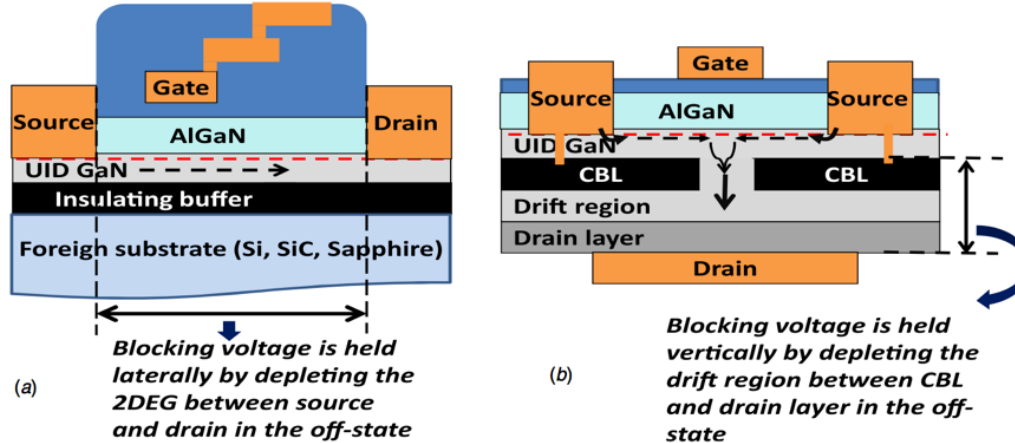 Gate
Source
Drain
AlGaN
UID GaN
Insulating buffer
Foreign substrate (Si, SiC, Sapphire)
Blocking voltage is held
laterally by depleting the
2DEG between source
and drain in the off-state
(a)
Gate
Source
Source
AlGaN
UID GaN
CBL
CBL
Drift region
Drain layer
Drain
Blocking voltage is held
vertically by depleting the
drift region between CBL
and drain layer in the off-
state
(b)